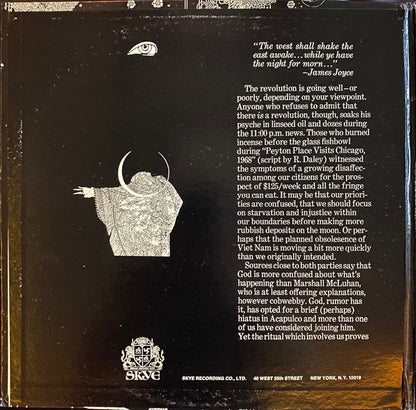 "The west shall shake the
east awake...while ye have
the night for morn..."
–James Joyce
The revolution is going well–or
poorly, depending on your viewpoint.
Anyone who refuses to admit that
there is a revolution, though, soaks his
psyche in linseed oil and dozes during
the 11:00 p.m. news. Those who burned
incense before the glass fishbowl
during "Peyton Place Visits Chicago,
1968" (script by R. Daley) witnessed
the symptoms of a growing disaffec-
tion among our citizens for the pros-
pect of $125/week and all the fringe
you can eat. It may be that our priori-
ties are confused, that we should focus
on starvation and injustice within
our boundaries before making more
rubbish deposits on the moon. Or per-
haps that the planned obsolescence of
Viet Nam is moving a bit more quickly
than we originally intended.
Sources close to both parties say that
God is more confused about what's
happening than Marshall McLuhan,
who is at least offering explanations,
however cobwebby. God, rumor has
it, has opted for a brief (perhaps)
hiatus in Acapulco and more than one
of us have considered joining him.
Yet the ritual which involves us proves
SKYE
SKYE RECORDING CO., LTD. 40 WEST 55th STREET NEW YORK, N.Y. 10019